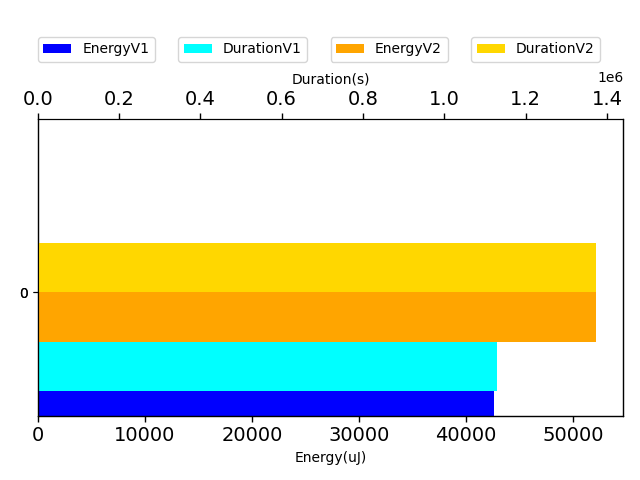 EnergyV1 DurationV1 EnergyV2 DurationV2
Duration(s)
1e6
0.0 0.2 0.4 0.6 0.8 1.0 1.2 1.4
0
0 10000 20000 30000 40000 50000
Energy(uJ)